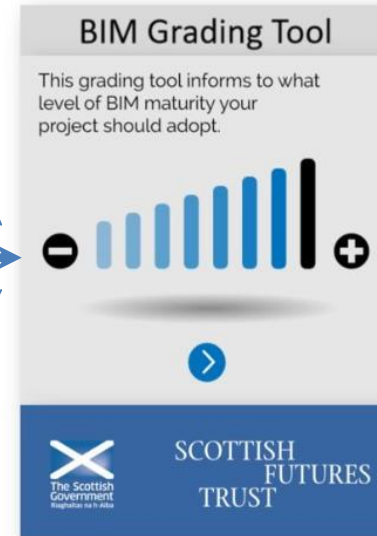 BIM Grading Tool
This grading tool informs to what
level of BIM maturity your
project should adopt.
The Scottish
Government
Riaghaltas na h-Alba
SCOTTISH
FUTURES
TRUST